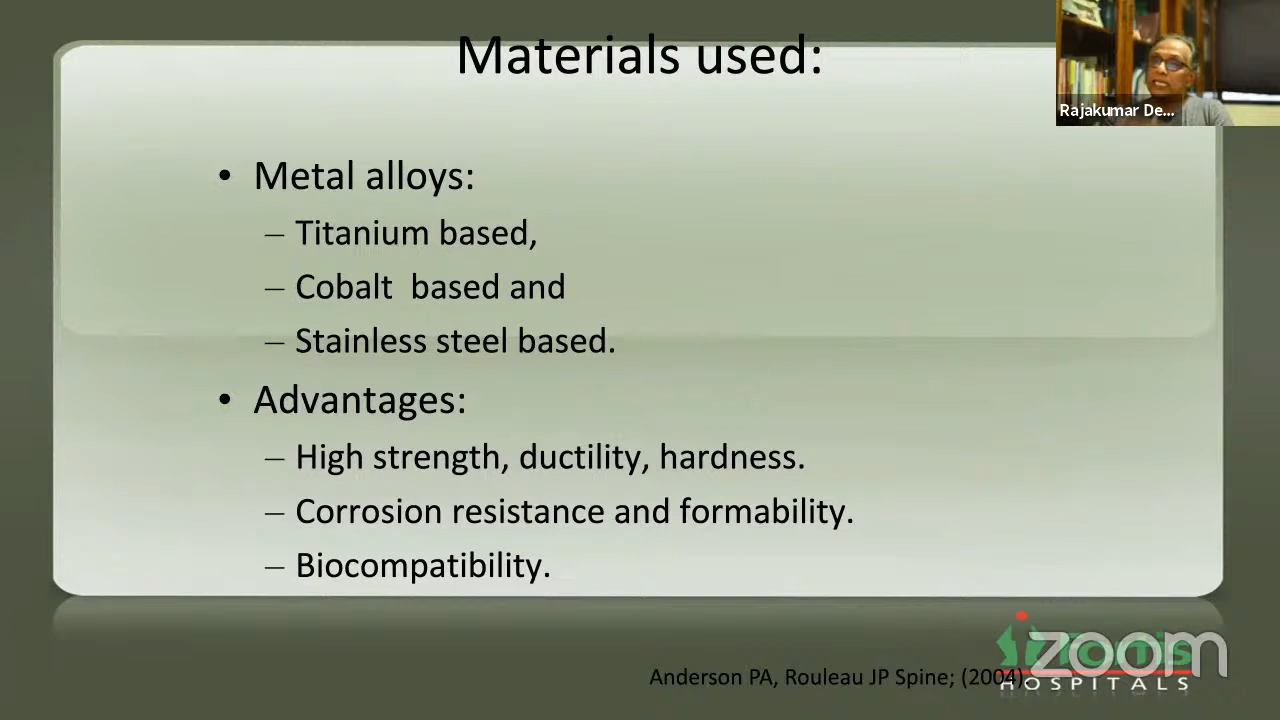 Materials used:
Rajakumar De...
• Metal alloys:
– Titanium based,
– Cobalt  based and
– Stainless steel based.
• Advantages:
– High strength, ductility, hardness.
– Corrosion resistance and formability.
– Biocompatibility.
zoom
Anderson PA, Rouleau JP Spine; (2004)
HOSPITALS